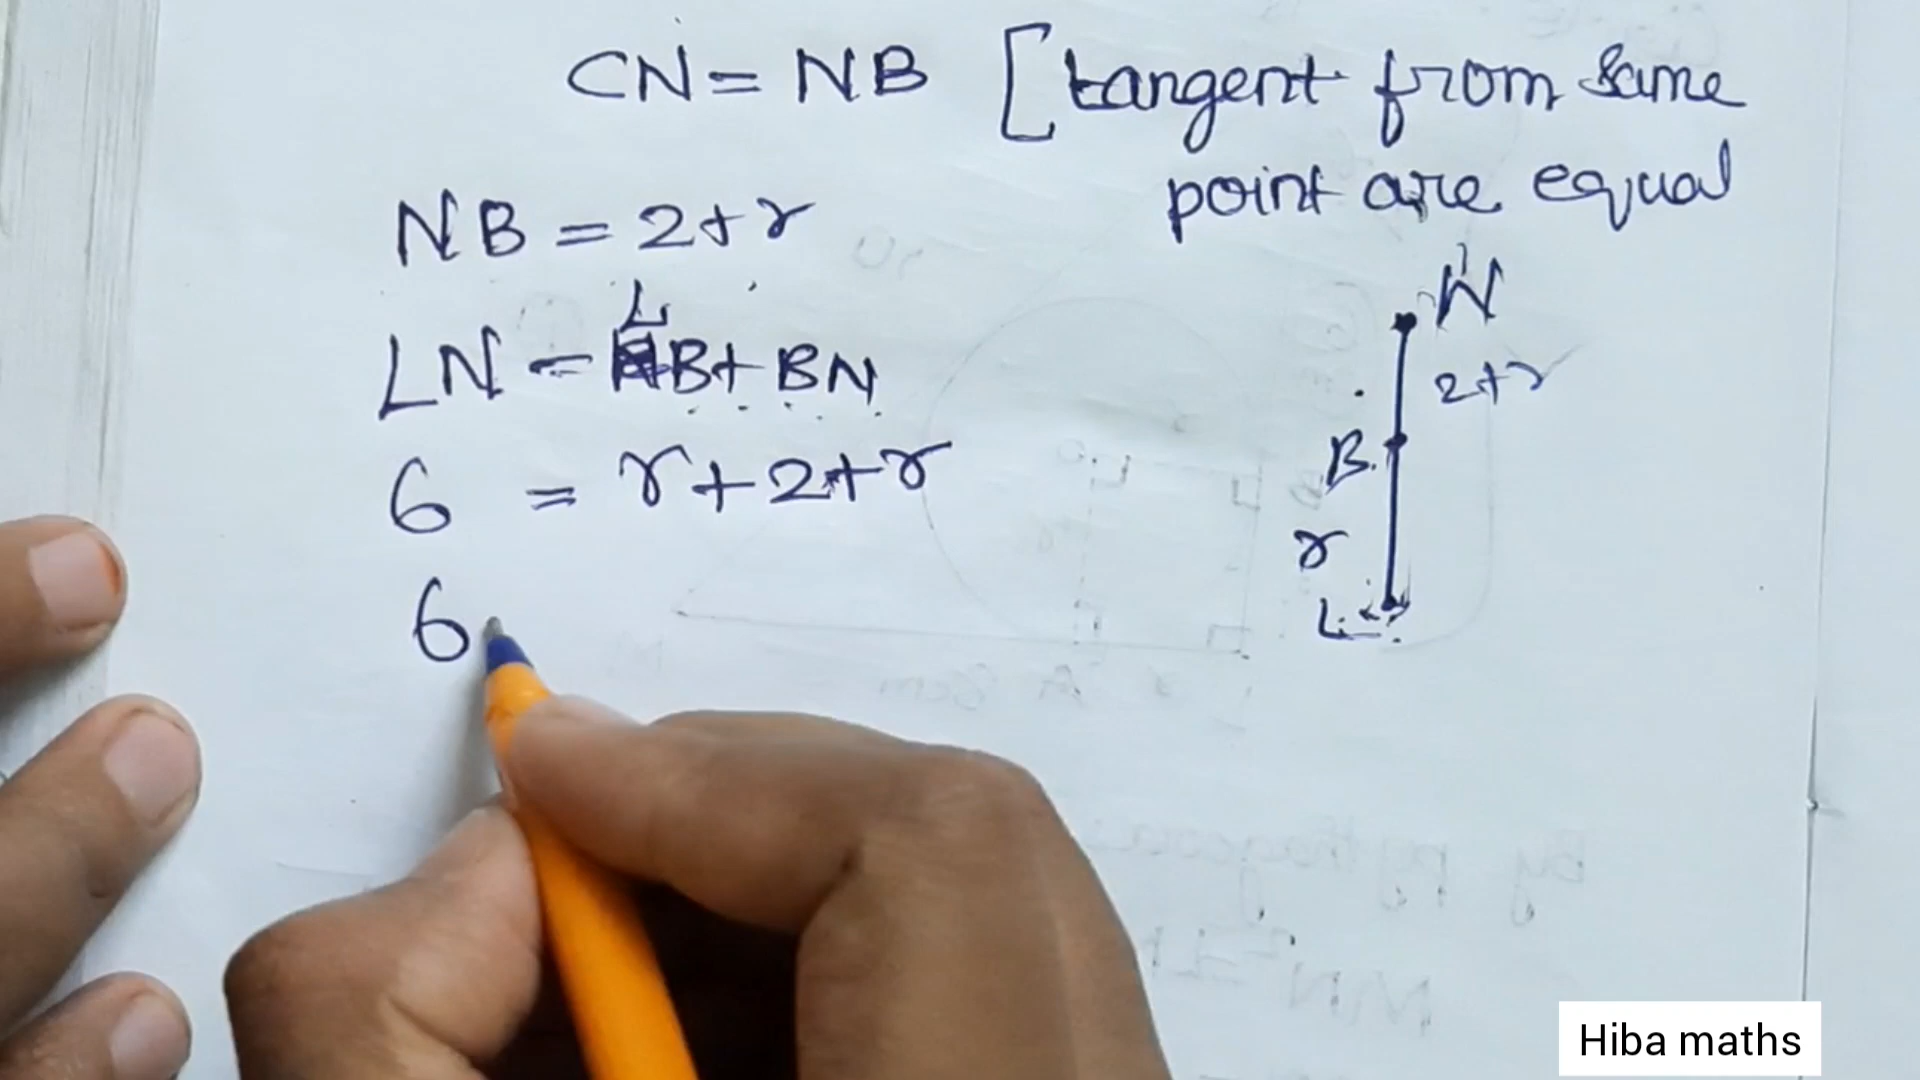 CN = NB [tangent from same
point are equal
NB = 2+r
LN = LB+BN
6 = r+2+r
6
N
2+r
B
r
L
Hiba maths